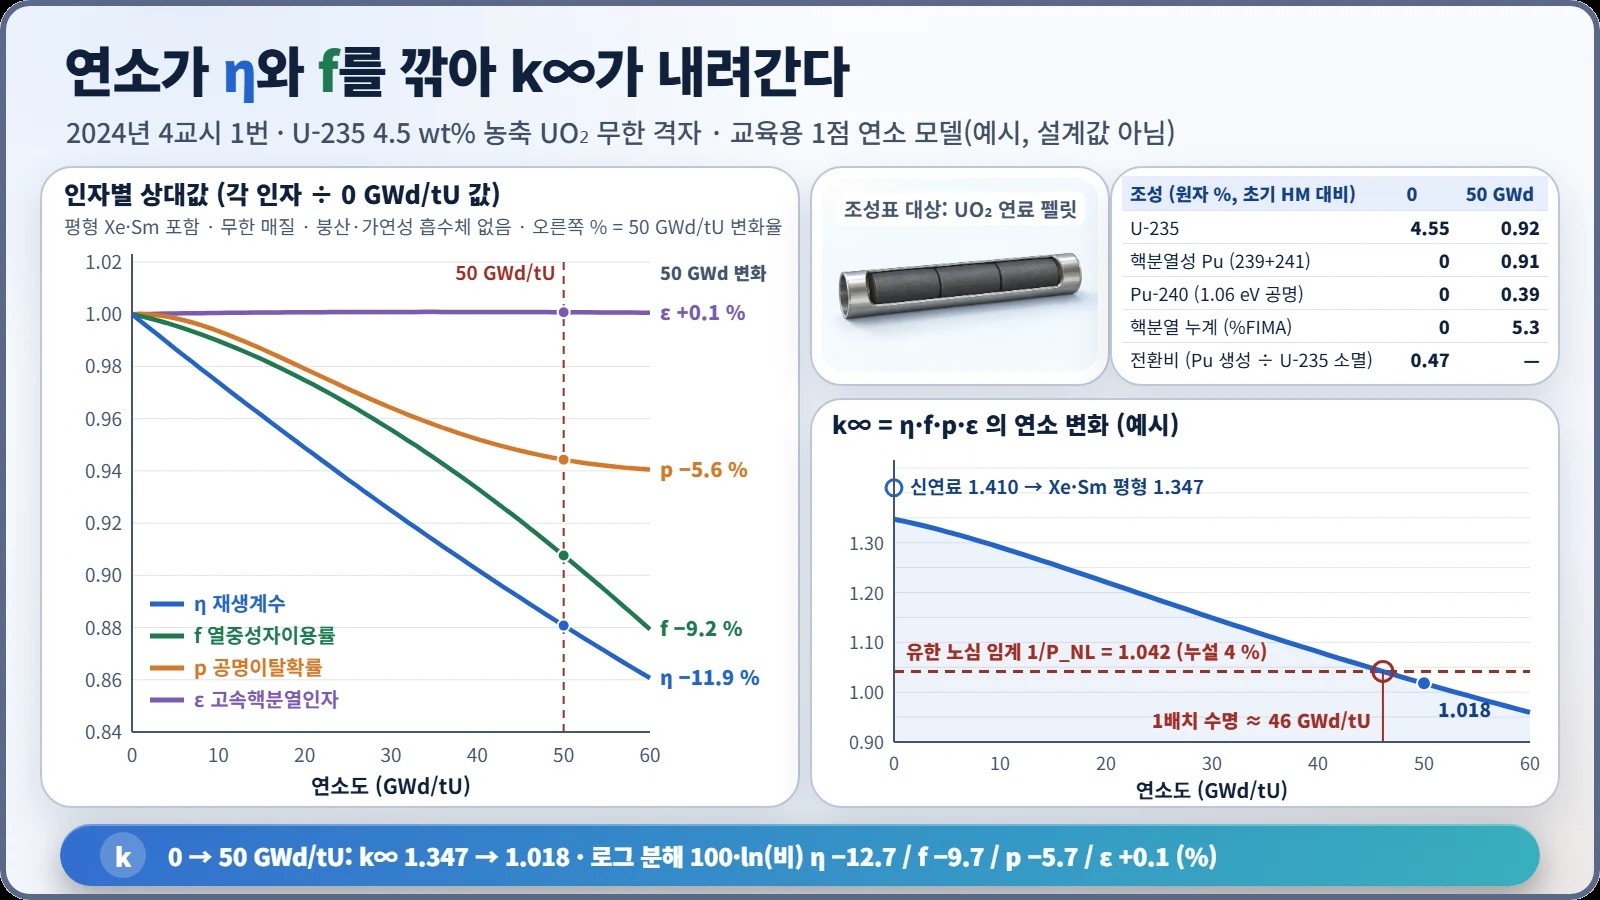 연소가 η와 f를 깎아 k∞가 내려간다
2024년 4교시 1번 · U-235 4.5 wt% 농축 UO₂ 무한 격자 · 교육용 1점 연소 모델(예시, 설계값 아님)
인자별 상대값 (각 인자 ÷ 0 GWd/tU 값)
평형 Xe·Sm 포함 · 무한 매질 · 붕산·가연성 흡수체 없음 · 오른쪽 % = 50 GWd/tU 변화율
1.02
1.00
0.98
0.96
0.94
0.92
0.90
0.88
0.86
0.84
50 GWd/tU
50 GWd 변화
ε +0.1 %
p −5.6 %
f −9.2 %
η −11.9 %
η 재생계수
f 열중성자이용률
p 공명이탈확률
ε 고속핵분열인자
0 10 20 30 40 50 60
연소도 (GWd/tU)
조성표 대상: UO₂ 연료 펠릿
조성 (원자 %, 초기 HM 대비) 0 50 GWd
U-235 4.55 0.92
핵분열성 Pu (239+241) 0 0.91
Pu-240 (1.06 eV 공명) 0 0.39
핵분열 누계 (%FIMA) 0 5.3
전환비 (Pu 생성 ÷ U-235 소멸) 0.47 —
k∞ = η·f·p·ε 의 연소 변화 (예시)
신연료 1.410 → Xe·Sm 평형 1.347
1.30
1.20
1.10
1.00
0.90
유한 노심 임계 1/P_NL = 1.042 (누설 4 %)
1배치 수명 ≈ 46 GWd/tU
1.018
0 10 20 30 40 50 60
연소도 (GWd/tU)
k 0 → 50 GWd/tU: k∞ 1.347 → 1.018 · 로그 분해 100·ln(비) η −12.7 / f −9.7 / p −5.7 / ε +0.1 (%)